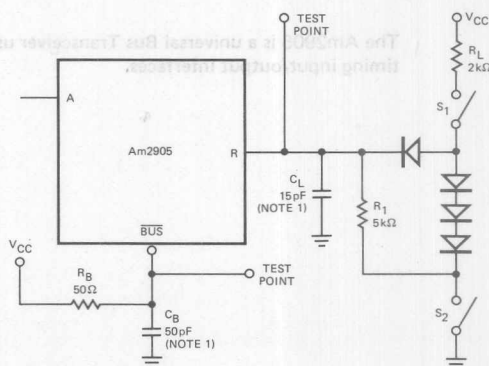 TEST
POINT
VCC
The Am2905 is a universal Bus Transceiver
timing input-output interfaces.
RL
2kΩ
S1
A
Am2905
R
CL
15pF
(NOTE 1)
R1
5kΩ
BUS
VCC
RB
50Ω
TEST
POINT
CB
50pF
(NOTE 1)
S2